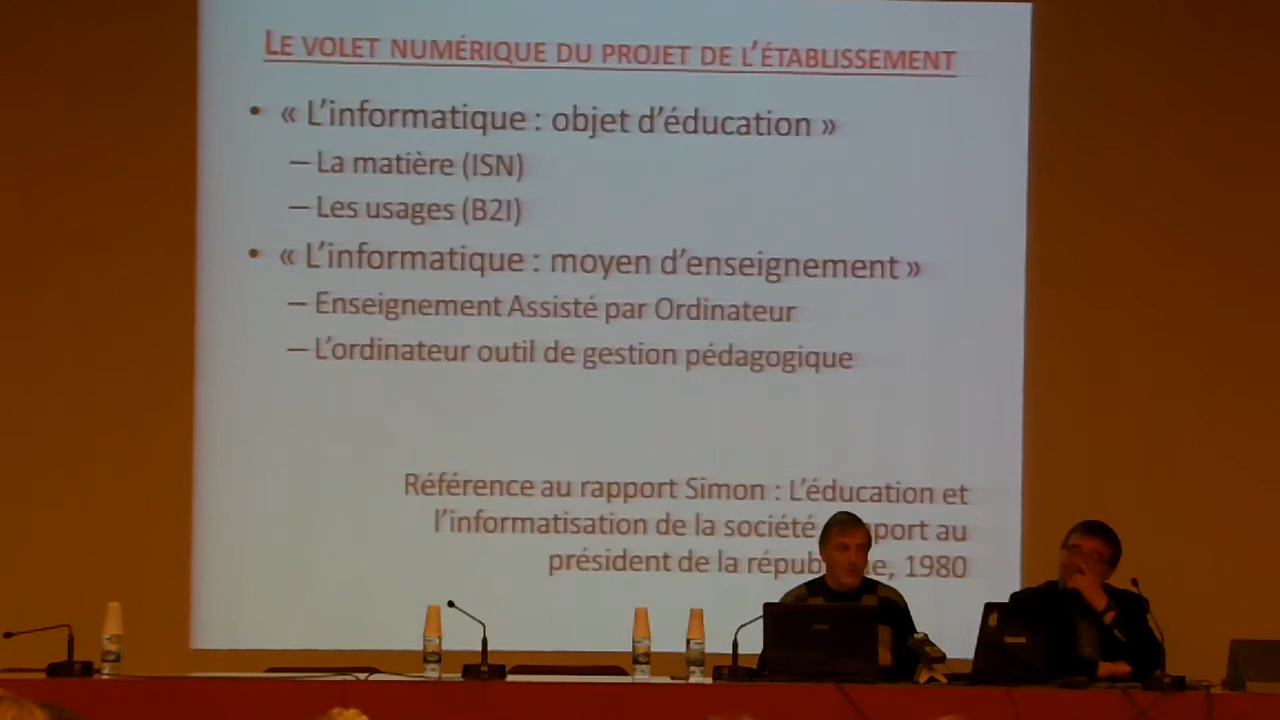 LE VOLET NUMÉRIQUE DU PROJET DE L'ÉTABLISSEMENT
• « L'informatique : objet d'éducation »
– La matière (ISN)
– Les usages (B2I)
• « L'informatique : moyen d'enseignement »
– Enseignement Assisté par Ordinateur
– L'ordinateur outil de gestion pédagogique
Référence au rapport Simon : L'éducation et
l'informatisation de la société au
président de la 1980